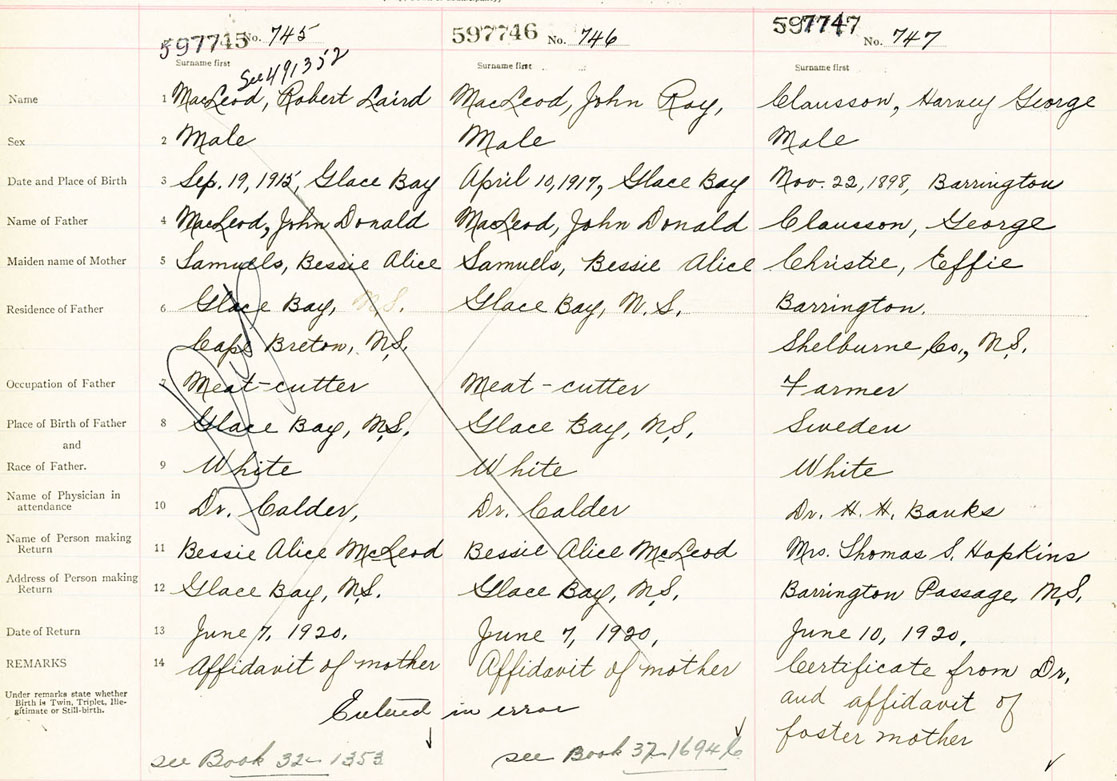 597745 No. 745 597746 No. 746 597747 No. 747
Surname first Surname first Surname first
See 491352
Name 1 MacLeod, Robert Laird MacLeod, John Roy, Clausson, Harvey George
Sex 2 Male Male Male
Date and Place of Birth 3 Sep. 19, 1915, Glace Bay April 10, 1917, Glace Bay Nov. 22, 1898, Barrington
Name of Father 4 MacLeod, John Donald MacLeod, John Donald Clausson, George
Maiden name of Mother 5 Samuels, Bessie Alice Samuels, Bessie Alice Christie, Effie
Residence of Father 6 Glace Bay, N.S. Glace Bay, N.S. Barrington.
Cape Breton, N.S. Shelburne Co., N.S.
Occupation of Father 7 Meat-cutter Meat-cutter Farmer
Place of Birth of Father 8 Glace Bay, N.S. Glace Bay, N.S. Sweden
and
Race of Father. 9 White White White
Name of Physician in
attendance 10 Dr. Calder, Dr. Calder Dr. H. H. Banks
Name of Person making
Return 11 Bessie Alice McLeod Bessie Alice McLeod Mrs. Thomas S. Hopkins
Address of Person making
Return 12 Glace Bay, N.S. Glace Bay, N.S. Barrington Passage, N.S.
Date of Return 13 June 7, 1920. June 7, 1920, June 10, 1920,
REMARKS 14 Affidavit of mother Affidavit of mother Certificate from Dr.
Under remarks state whether
Birth is Twin, Triplet, Ille-
gitimate or Still-birth.
and affidavit of
foster mother
Entered in error
see Book 32-1353 see Book 37-1694